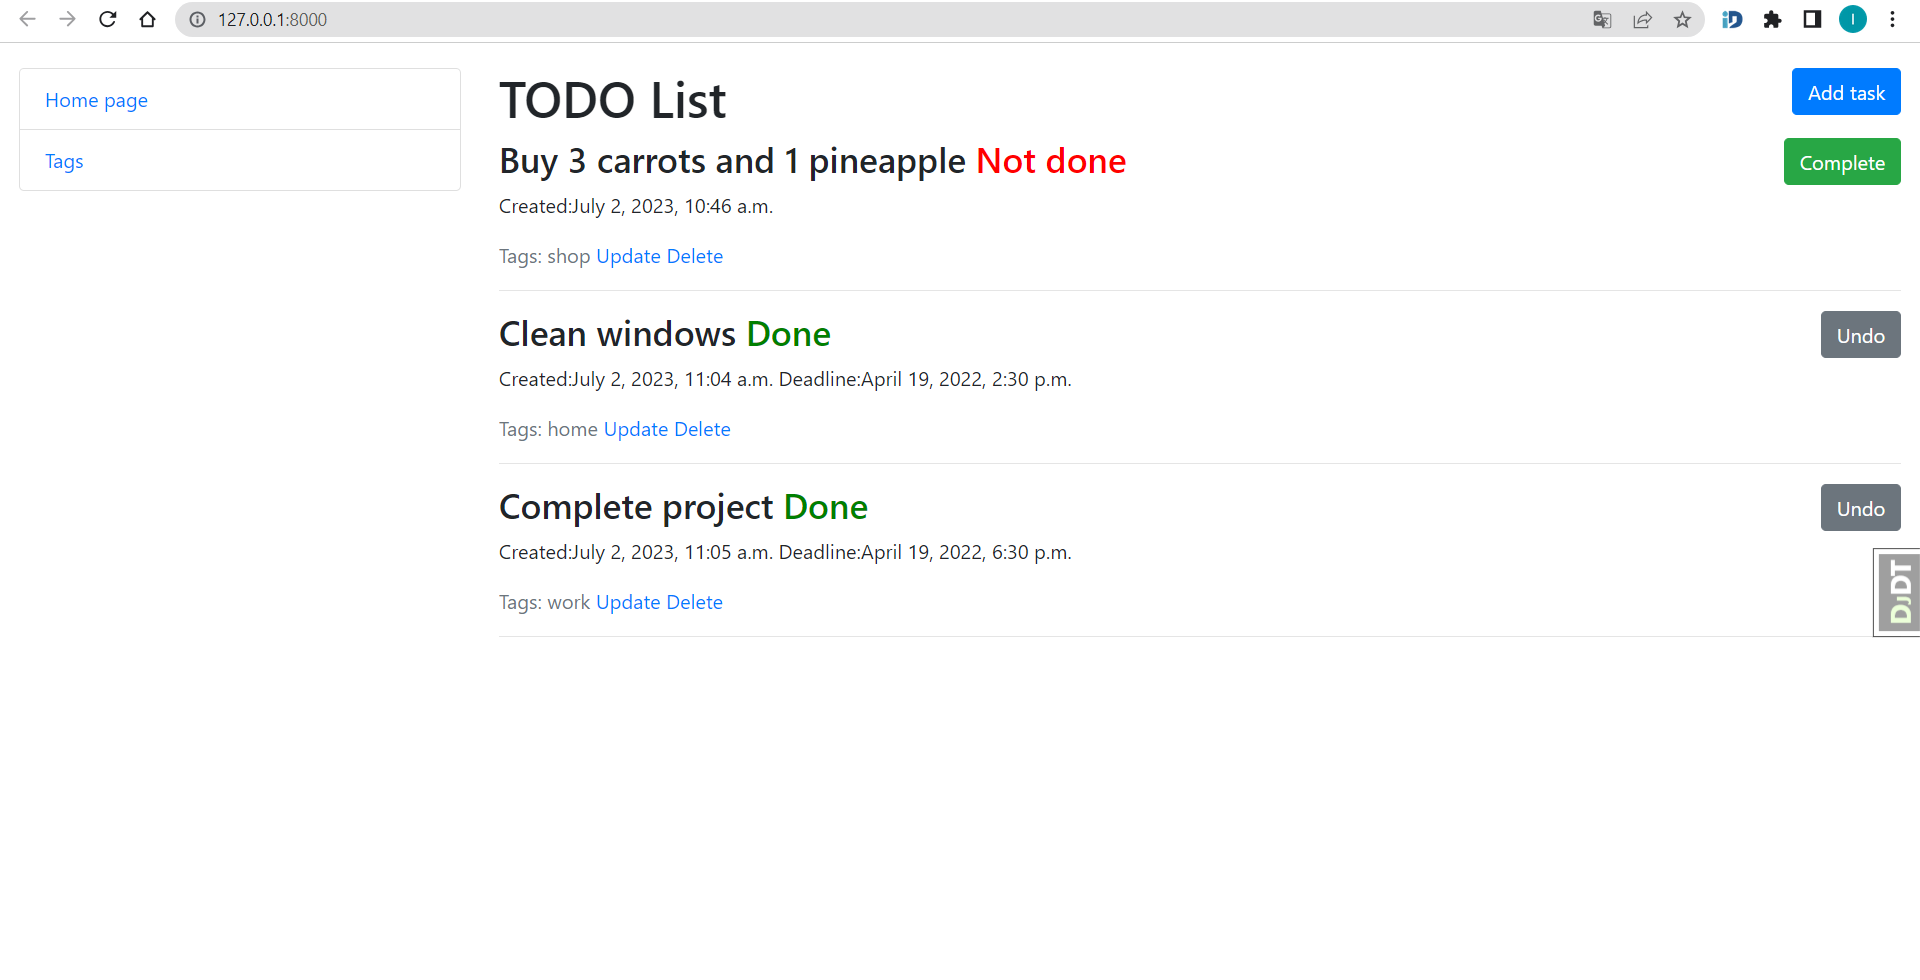 127.0.0.1:8000
Home page
Tags
TODO List
Add task
Buy 3 carrots and 1 pineapple Not done
Complete
Created:July 2, 2023, 10:46 a.m.
Tags: shop Update Delete
Clean windows Done
Undo
Created:July 2, 2023, 11:04 a.m. Deadline:April 19, 2022, 2:30 p.m.
Tags: home Update Delete
Complete project Done
Undo
Created:July 2, 2023, 11:05 a.m. Deadline:April 19, 2022, 6:30 p.m.
Tags: work Update Delete
DJDT
iD
I